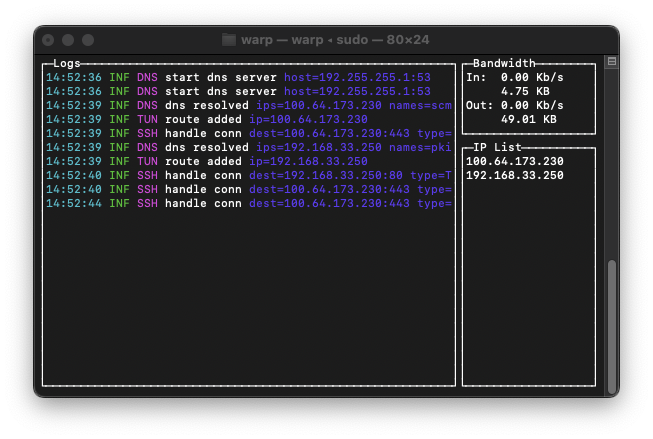 warp — warp ◂ sudo — 80×24
Logs
14:52:36 INF DNS start dns server host=192.255.255.1:53
14:52:36 INF DNS start dns server host=192.255.255.1:53
14:52:39 INF DNS dns resolved ips=100.64.173.230 names=scm
14:52:39 INF TUN route added ip=100.64.173.230
14:52:39 INF SSH handle conn dest=100.64.173.230:443 type=
14:52:39 INF DNS dns resolved ips=192.168.33.250 names=pki
14:52:39 INF TUN route added ip=192.168.33.250
14:52:40 INF SSH handle conn dest=192.168.33.250:80 type=T
14:52:40 INF SSH handle conn dest=100.64.173.230:443 type=
14:52:44 INF SSH handle conn dest=100.64.173.230:443 type=
Bandwidth
In: 0.00 Kb/s
4.75 KB
Out: 0.00 Kb/s
49.01 KB
IP List
100.64.173.230
192.168.33.250